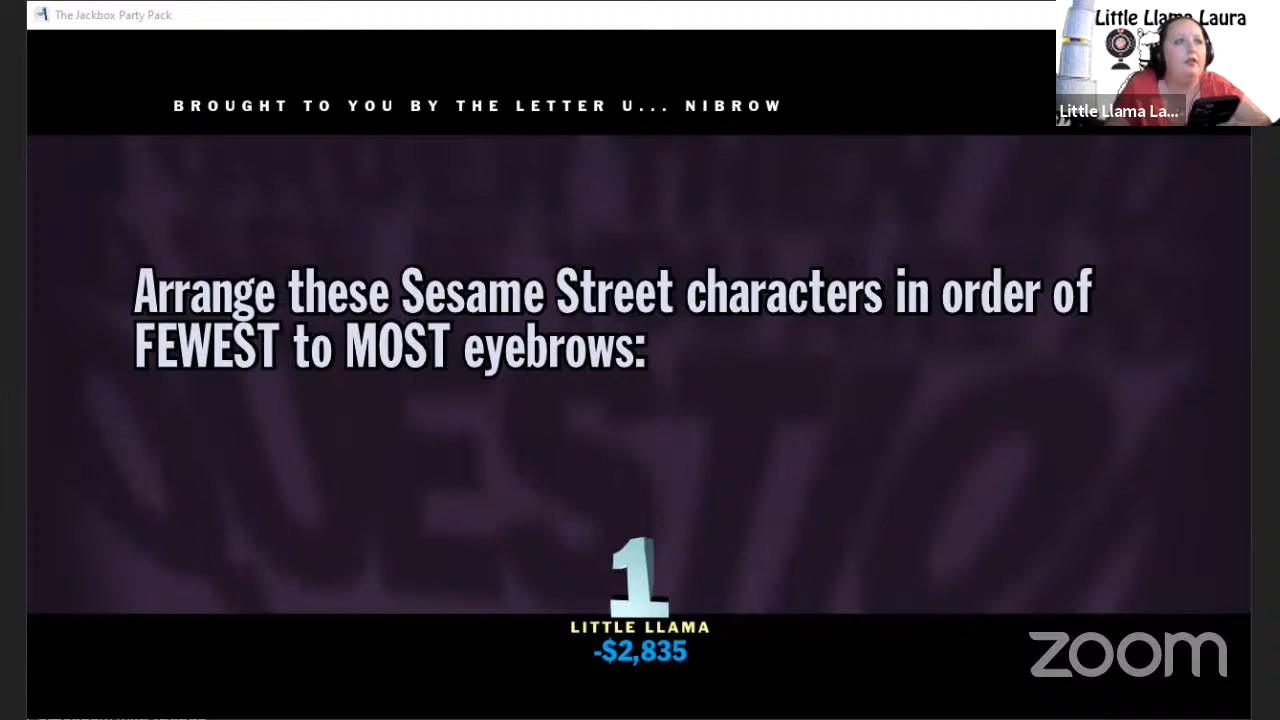 The Jackbox Party Pack
Little Llama Laura
BROUGHT TO YOU BY THE LETTER U... NIBROW
Little Llama La...
Arrange these Sesame Street characters in order of
FEWEST to MOST eyebrows:
1
LITTLE LLAMA
-$2,835
zoom